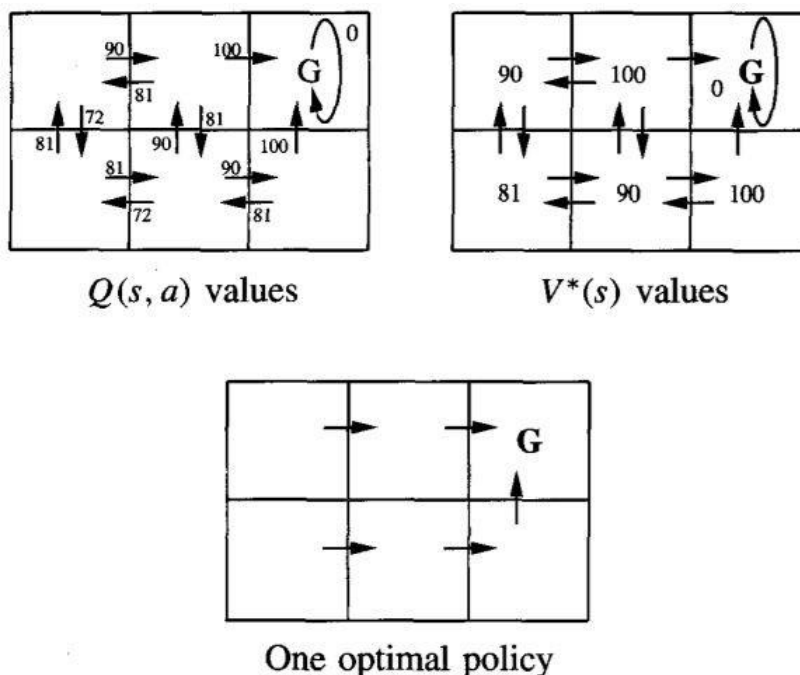 0
90 100
G
81
72 81
81 90 100
81 90
72 81
Q(s, a) values
90 100 0 G
81 90 100
V*(s) values
G
One optimal policy